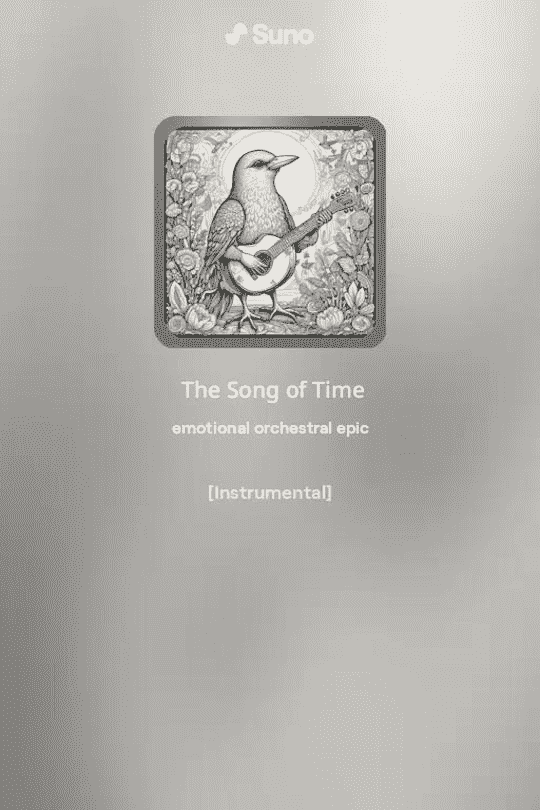 Suno
The Song of Time
emotional orchestral epic
[Instrumental]